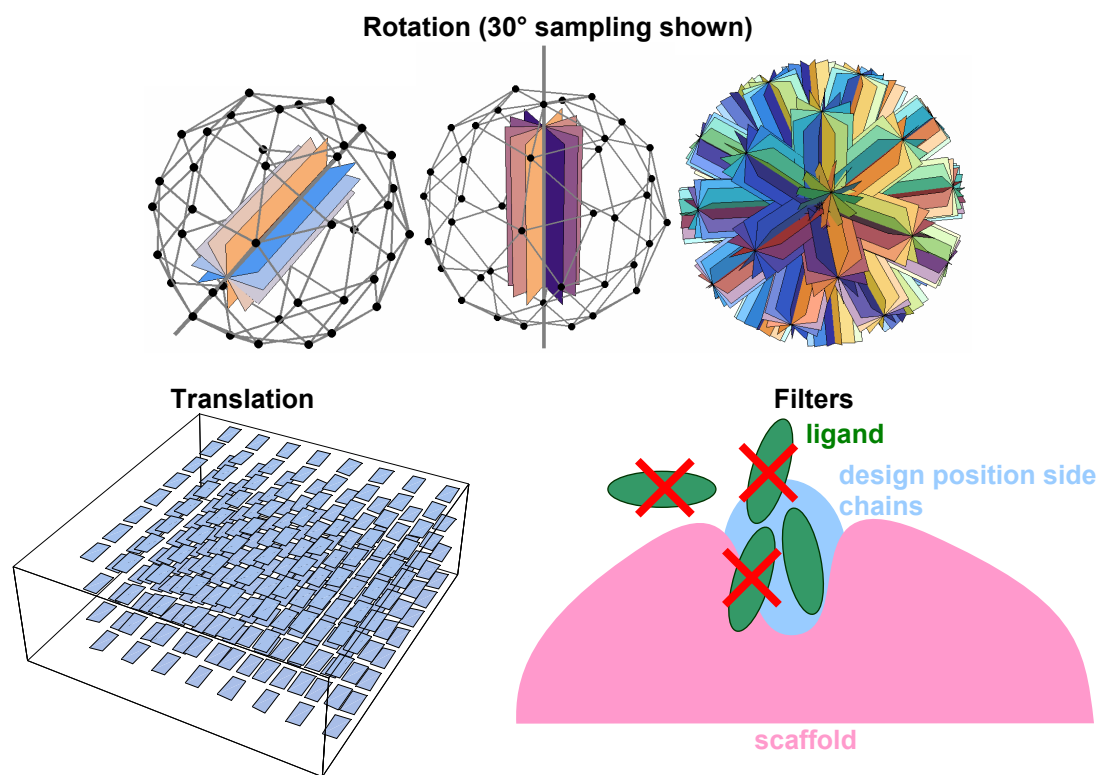 Rotation (30° sampling shown)
Translation
Filters
ligand
design position side
chains
scaffold